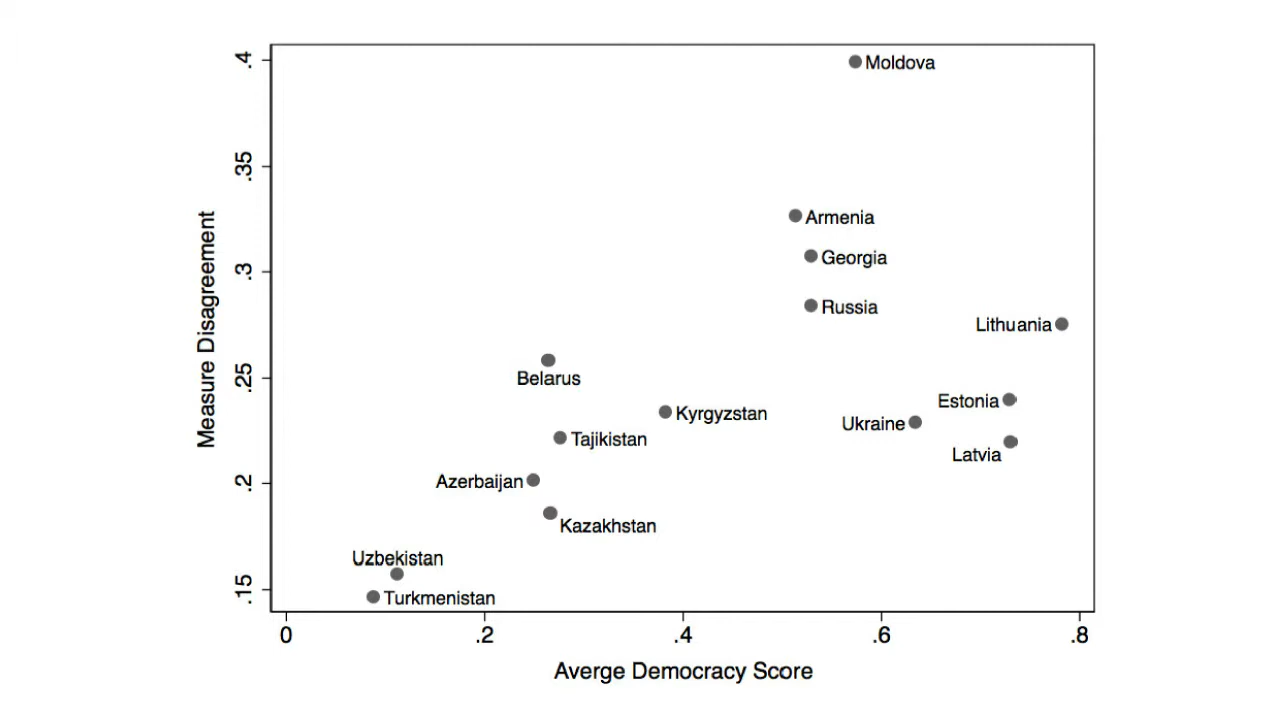 .4
Moldova
.35
Armenia
Georgia
.3
Russia
Lithuania
Measure Disagreement
Belarus
.25
Estonia
Kyrgyzstan
Ukraine
Tajikistan
Latvia
Azerbaijan
.2
Kazakhstan
Uzbekistan
.15
Turkmenistan
0 .2 .4 .6 .8
Averge Democracy Score